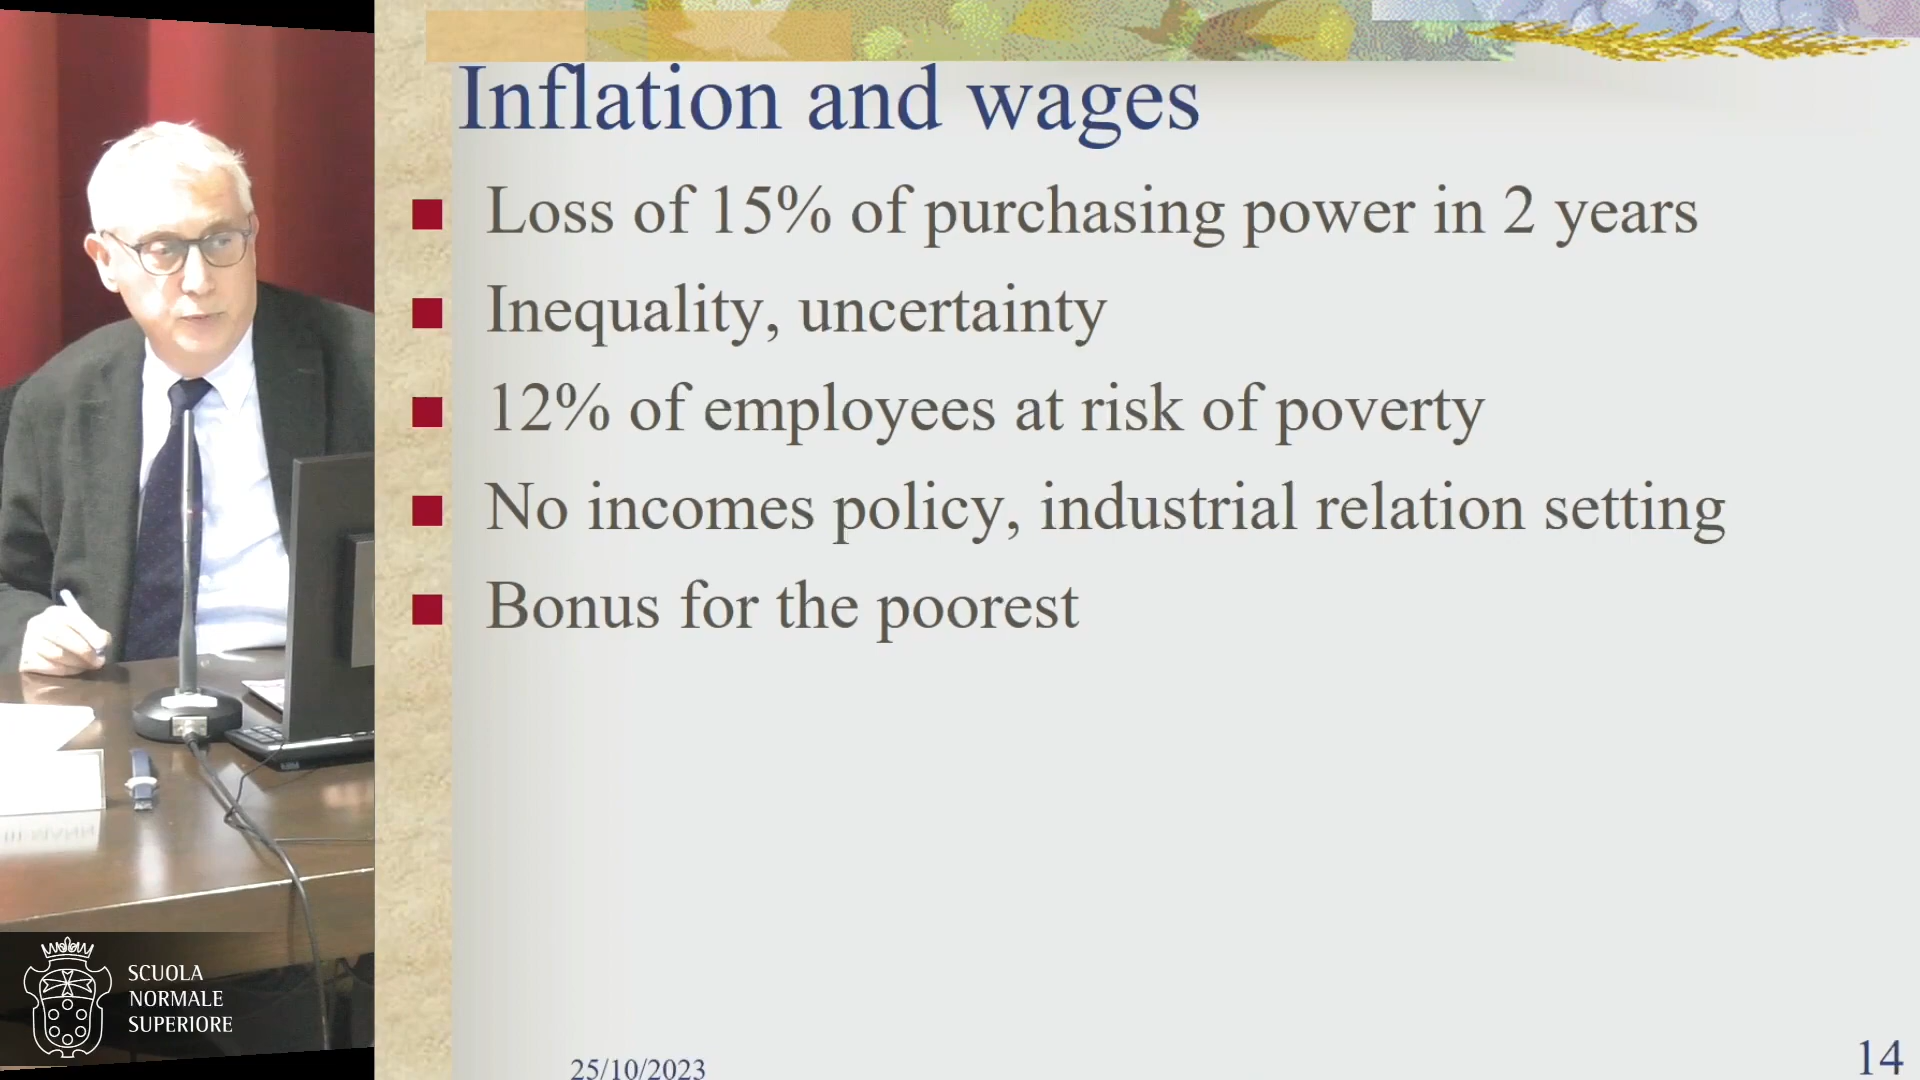 Inflation and wages
Loss of 15% of purchasing power in 2 years
Inequality, uncertainty
12% of employees at risk of poverty
No incomes policy, industrial relation setting
Bonus for the poorest
SCUOLA
NORMALE
SUPERIORE
25/10/2023
14